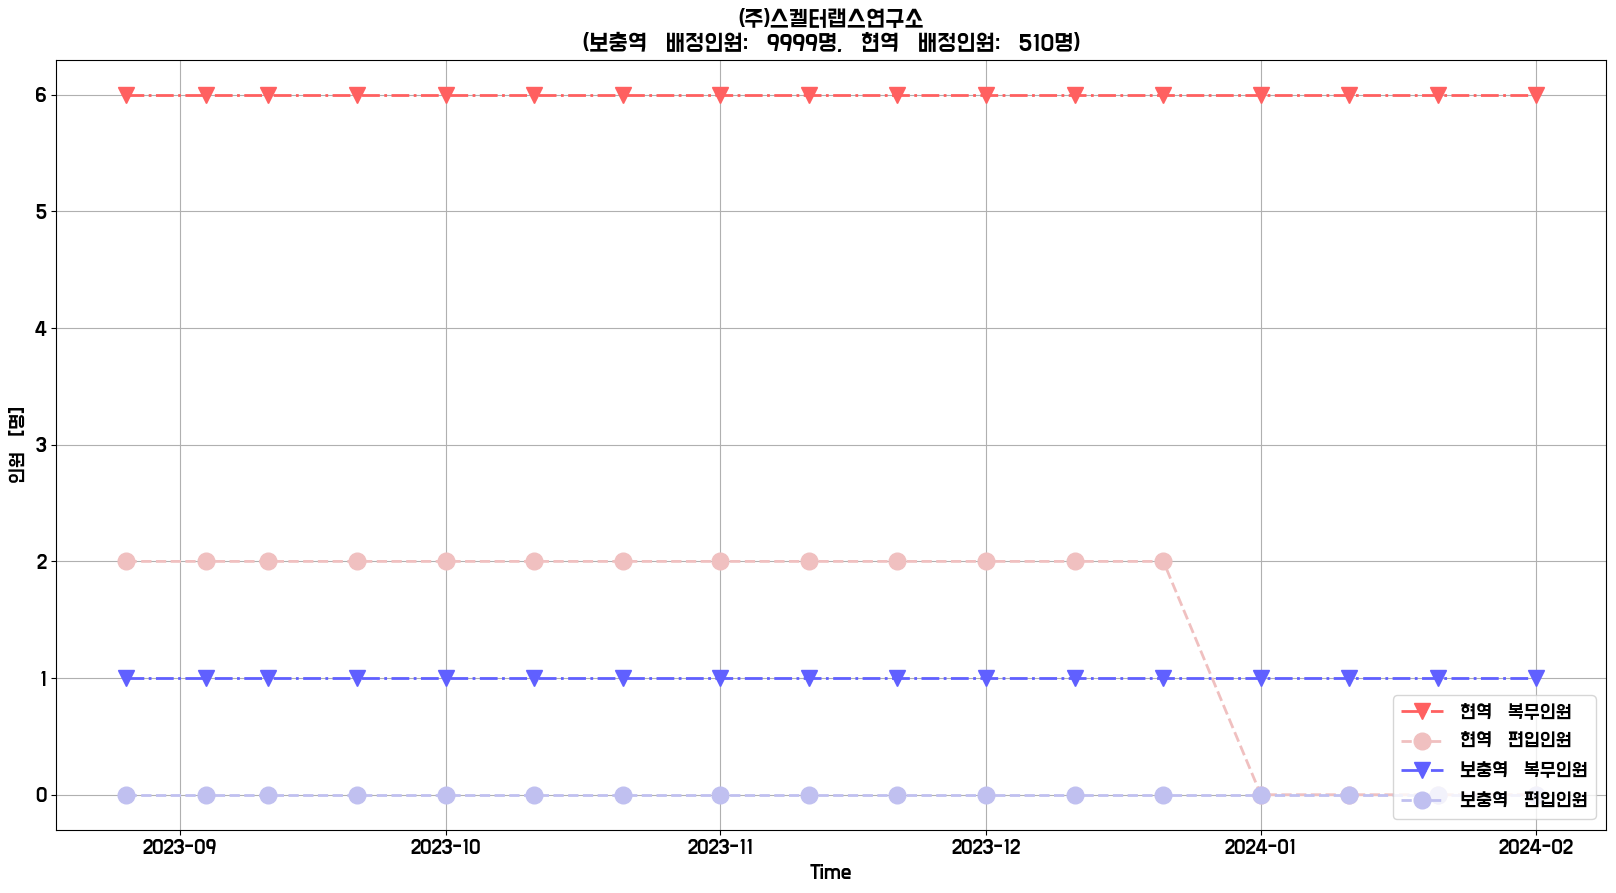 (주)스켈터랩스연구소
(보충역 배정인원: 9999명, 현역 배정인원: 510명)
6
5
4
3
2
1
0
인원 [명]
현역 복무인원
현역 편입인원
보충역 복무인원
보충역 편입인원
2023-09 2023-10 2023-11 2023-12 2024-01 2024-02
Time